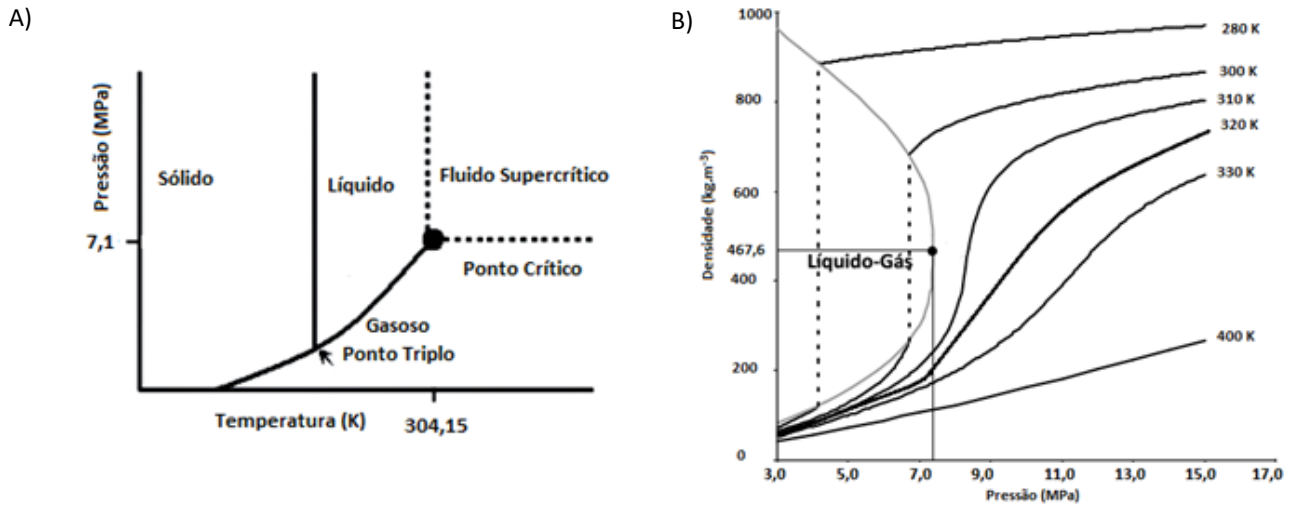 A)
Pressão (MPa)
7,1
Sólido
Líquido
Fluido Supercrítico
Ponto Crítico
Gasoso
Ponto Triplo
Temperatura (K)
304,15
B)
Densidade (kg.m-³)
1000
800
600
467,6
400
200
0
Líquido-Gás
280 K
300 K
310 K
320 K
330 K
400 K
3,0 5,0 7,0 9,0 11,0 13,0 15,0 17,0
Pressão (MPa)